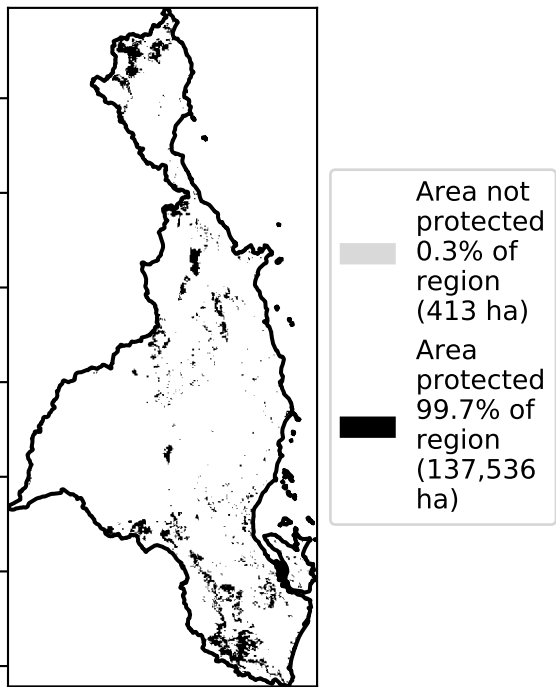 Area not
protected
0.3% of
region
(413 ha)
Area
protected
99.7% of
region
(137,536
ha)